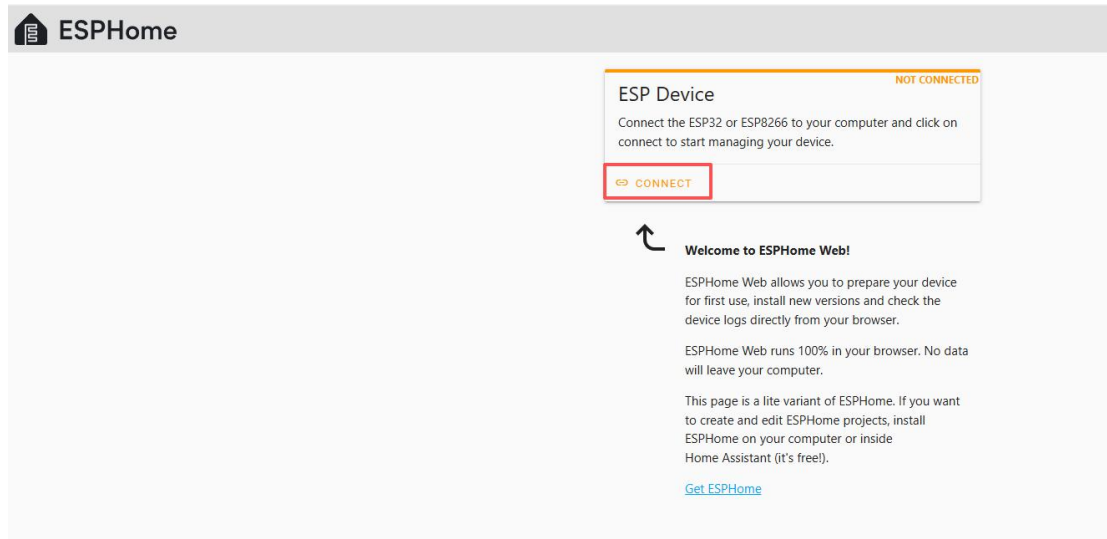 ESPHome
NOT CONNECTED
ESP Device
Connect the ESP32 or ESP8266 to your computer and click on
connect to start managing your device.
CONNECT
Welcome to ESPHome Web!
ESPHome Web allows you to prepare your device
for first use, install new versions and check the
device logs directly from your browser.
ESPHome Web runs 100% in your browser. No data
will leave your computer.
This page is a lite variant of ESPHome. If you want
to create and edit ESPHome projects, install
ESPHome on your computer or inside
Home Assistant (it's free!).
Get ESPHome